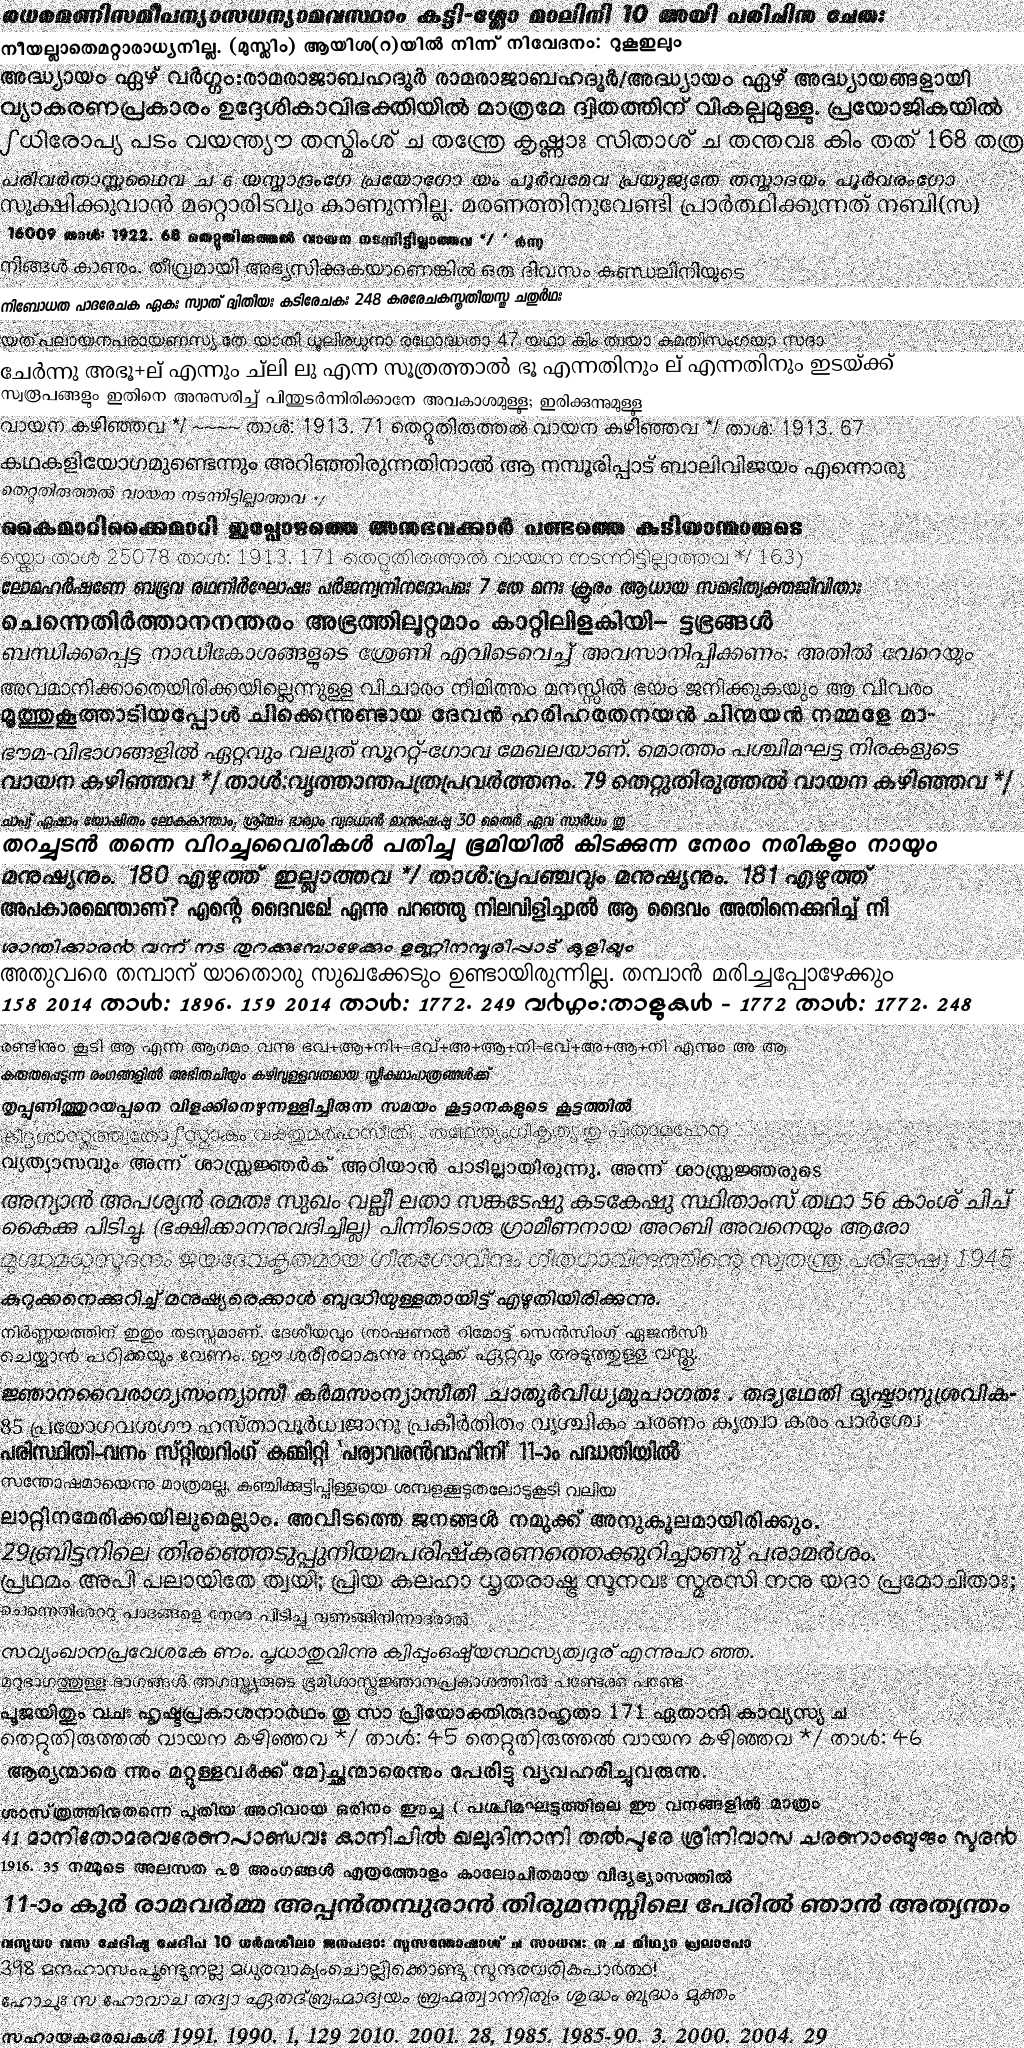 രധരമണിസമീപന്യാസധന്യാമവസ്ഥാം കുട്ടി-ശ്ലോ മാലിനി 10 അയി പരിചിനു ചേതഃ
നീയല്ലാതെമറ്റാരാധ്യനില്ല. (മുസ്ലിം) ആയിശ(റ)യിൽ നിന്ന് നിവേദനം: റുകൂഇലും
അദ്ധ്യായം ഏഴ് വർഗ്ഗം:രാമരാജാബഹദൂർ രാമരാജാബഹദൂർ/അദ്ധ്യായം ഏഴ് അദ്ധ്യായങ്ങളായി
വ്യാകരണപ്രകാരം ഉദ്ദേശികാവിഭക്തിയിൽ മാത്രമേ ദ്വിതത്തിന് വികല്പമുള്ളു. പ്രയോജികയിൽ
ഽധിരോപ്യ പടം വയന്ത്യൗ തസ്മിംശ് ച തന്ത്രേ കൃഷ്ണാഃ സിതാശ് ച തന്തവഃ കിം തത് 168 തത്ര
പരിവർതാസ്തഥൈവ ച 6 യസ്താദ്രംഗേ പ്രയോഗോ യം പൂർവമേവ പ്രയുജ്യതേ തസ്മാദയം പൂർവരംഗോ
സൂക്ഷിക്കുവാൻ മറ്റൊരിടവും കാണുന്നില്ല. മരണത്തിനുവേണ്ടി പ്രാർത്ഥിക്കുന്നത് നബി(സ)
16009 താൾ: 1922. 68 തെറ്റുതിരുത്തൽ വായന നടന്നിട്ടില്ലാത്തവ */ ʼ ർന്ന
നിങ്ങൾ കാണും. തീവ്രമായി അഭ്യസിക്കുകയാണെങ്കിൽ ഒരു ദിവസം കുണ്ഡലിനിയുടെ
നിബോധത പാദരേചക ഏകഃ സ്യാത് ദ്വിതിയഃ കടിരേചകഃ 248 കരരേചകസ്തൃതീയസ്തു ചതുർഥഃ
യത് പലായനപരായണസ്യ തേ യാതി ധൂലിരധുനാ രഥോദ്ധതാ 47 യഥാ കിം ത്വയാ കുമതിസംഗയാ സദാ
ചേർന്നു അഭൂ+ല് എന്നും ച്ലി ലു എന്ന സൂത്രത്താൽ ഭൂ എന്നതിനും ല് എന്നതിനും ഇടയ്ക്ക്
സ്വരൂപങ്ങളും ഇതിനെ അനുസരിച്ച് പിന്തുടർന്നിരിക്കാനേ അവകാശമുള്ളൂ; ഇരിക്കുന്നുമുള്ളൂ
വായന കഴിഞ്ഞവ */ ~~~~ താൾ: 1913. 71 തെറ്റുതിരുത്തൽ വായന കഴിഞ്ഞവ */ താൾ: 1913. 67
കഥകളിയോഗമുണ്ടെന്നും അറിഞ്ഞിരുന്നതിനാൽ ആ നമ്പൂരിപ്പാട് ബാലിവിജയം എന്നൊരു
തെറ്റുതിരുത്തൽ വായന നടന്നിട്ടില്ലാത്തവ */
കൈമാറിക്കൈമാറി ഇപ്പോഴത്തെ അനുഭവക്കാർ പണ്ടത്തെ കുടിയാന്മാരുടെ
താൾ 25078 താൾ: 1913. 171 തെറ്റുതിരുത്തൽ വായന നടന്നിട്ടില്ലാത്തവ */ 163)
ലോമഹർഷണേ ബഭൂവ രഥനിർഘോഷഃ പർജന്യനിനദോപമഃ 7 തേ മനഃ ക്രൂരം ആധായ സമഭിത്യക്തജീവിതാഃ
ചെന്നെതിർത്താനനന്തരം അഭ്രത്തിലൂറ്റമാം കാറ്റിലിളകിയി– ട്ടഭ്രങ്ങൾ
ബന്ധിക്കപ്പെട്ട നാഡീകോശങ്ങളുടെ ശ്രേണി എവിടെവെച്ച് അവസാനിപ്പിക്കണം; അതിൽ വേറെയും
അവമാനിക്കാതെയിരിക്കയില്ലെന്നുള്ള വിചാരം നിമിത്തം മനസ്സിൽ ഭയം ജനിക്കുകയും ആ വിവരം
മൂത്തുകൂത്താടിയപ്പോൾ ചിക്കെന്നുണ്ടായ ദേവൻ ഹരിഹരതനയൻ ചിന്മയൻ നമ്മളേ മാ-
ഭൗമ-വിഭാഗങ്ങളിൽ ഏറ്റവും വലുത് സൂററ്റ്-ഗോവ മേഖലയാണ്. മൊത്തം പശ്ചിമഘട്ട നിരകളുടെ
വായന കഴിഞ്ഞവ */ താൾ:വൃത്താന്തപത്രപ്രവർത്തനം. 79 തെറ്റുതിരുത്തൽ വായന കഴിഞ്ഞവ */
ചാപ്യ് ഏഷാം യോഷിതം ലോകകാന്താം; ശ്രിയം ഭാര്യാം വ്യദധാൻ മാനുഷേഷു 30 തൈർ ഏവ സാർധം തു
തറച്ചടൻ തന്നെ വിറച്ചവൈരികൾ പതിച്ച ഭൂമിയിൽ കിടക്കുന്ന നേരം നരികളും നായും
മനുഷ്യനും. 180 എഴുത്ത് ഇല്ലാത്തവ */ താൾ:പ്രപഞ്ചവും മനുഷ്യനും. 181 എഴുത്ത്
അപകാരമെന്താണ്? എന്റെ ദൈവമേ! എന്നു പറഞ്ഞു നിലവിളിച്ചാൽ ആ ദൈവം അതിനെക്കുറിച്ച് നീ
ശാന്തിക്കാരൻ വന്ന് നട തുറക്കുമ്പോഴേക്കും ഉണ്ണിനമ്പൂരിപ്പാട് കുളിയും
അതുവരെ തമ്പാന് യാതൊരു സുഖക്കേടും ഉണ്ടായിരുന്നില്ല. തമ്പാൻ മരിച്ചപ്പോഴേക്കും
158 2014 താൾ: 1896. 159 2014 താൾ: 1772. 249 വർഗ്ഗം:താളുകൾ - 1772 താൾ: 1772. 248
രണ്ടിനും കൂടി ആ എന്ന ആഗമം വന്നു ഭവ+ആ+നി+=ഭവ്+അ+ആ+നി=ഭവ്+അ+ആ+നി എന്നും അ ആ
കരുതപ്പെടുന്ന രംഗങ്ങളിൽ അഭിരുചിയും കഴിവുള്ളവരുമായ സ്ത്രീകഥാപാത്രങ്ങൾക്ക്
തൃപ്പണിത്തുറയപ്പനെ വിളക്കിനെഴുന്നള്ളിച്ചിരുന്ന സമയം കൂട്ടാനകളുടെ കൂട്ടത്തിൽ
വ്യത്യാസവും അന്ന് ശാസ്ത്രജ്ഞർക് അറിയാൻ പാടില്ലായിരുന്നു. അന്ന് ശാസ്ത്രജ്ഞരുടെ
അന്യാൻ അപശ്യൻ രമതഃ സുഖം വല്ലീ ലതാ സങ്കടേഷു കടകേഷു സ്ഥിതാംസ് തഥാ 56 കാംശ് ചിച്
കൈക്കു പിടിച്ചു. (ഭക്ഷിക്കാനനുവദിച്ചില്ല) പിന്നീടൊരു ഗ്രാമീണനായ അറബി അവനെയും ആരോ
മുഗ്ദ്ധമധുസൂദനം ജയദേവകൃതമായ ഗീതഗോവിന്ദം ഗീതഗോവിന്ദത്തിന്റെ സ്വതന്ത്ര പരിഭാഷ 1945
കുറുക്കനെക്കുറിച്ച് മനുഷ്യരെക്കാൾ ബുദ്ധിയുള്ളതായിട്ട് എഴുതിയിരിക്കുന്നു.
നിർണ്ണയത്തിന് ഇതും തടസ്സമാണ്. ദേശീയവും (നാഷണൽ റിമോട്ട് സെൻസിംഗ് ഏജൻസി)
ചെയ്യാൻ പഠിക്കയും വേണം. ഈ ശരീരമാകുന്നു നമുക്ക് ഏറ്റവും അടുത്തുള്ള വസ്തു.
ജ്ഞാനവൈരാഗ്യസംന്യാസീ കർമസംന്യാസീതി ചാതുർവിധ്യമുപാഗതഃ . തദ്യഥേതി ദൃഷ്ടാനുശ്രവിക-
85 പ്രയോഗവശഗൗ ഹസ്താവൂർധ്വജാനു പ്രകീർതിതം വൃശ്ചികം ചരണം കൃത്വാ കരം പാർശ്വേ
പരിസ്ഥിതി-വനം സ്റ്റിയറിംഗ് കമ്മിറ്റി 'പര്യാവരൻവാഹിനി' 11-ാം പദ്ധതിയിൽ
സന്തോഷമായെന്നു മാത്രമല്ല, കുഞ്ചിക്കുട്ടിപ്പിള്ളയെ ശമ്പളക്കൂടുതലോടുകൂടി വലിയ
ലാറ്റിനമേരിക്കയിലുമെല്ലാം. അവിടത്തെ ജനങ്ങൾ നമുക്ക് അനുകൂലമായിരിക്കും.
29ബ്രിട്ടനിലെ തിരഞ്ഞെടുപ്പുനിയമപരിഷ്കരണത്തെക്കുറിച്ചാണു് പരാമർശം.
പ്രഥമം അപി പലായിതേ ത്വയി; പ്രിയ കലഹാ ധൃതരാഷ്ട്ര സൂനവഃ സ്മരസി നനു യദാ പ്രമോചിതാഃ;
ചെന്നെതിരേററു പാദങ്ങളെ നേരേ പിടിച്ചു വണങ്ങിനിന്നാദരാൽ
സവ്യംഖാനപ്രവേശകേ ണം. പൃധാതുവിന്നു ക്വിപ്പുംഒഷ്ഠ്യസ്ഥസ്യത്വദുര് എന്നുപറ ഞ്ഞ.
മറുഭാഗത്തുള്ള ഭാഗങ്ങൾ അഗസ്ത്യരുടെ ഭൂമിശാസ്ത്രജ്ഞാനപ്രകാശത്തിൽ പണ്ടേക്കു പണ്ടേ
പൂജയിതും വചഃ ഹൃഷ്ടപ്രകാശനാർഥം തു സാ പ്രിയോക്തിരുദാഹൃതാ 171 ഏതാനി കാവ്യസ്യ ച
തെറ്റുതിരുത്തൽ വായന കഴിഞ്ഞവ */ താൾ: 45 തെറ്റുതിരുത്തൽ വായന കഴിഞ്ഞവ */ താൾ: 46
ആര്യന്മാരെ ന്നും മറ്റുള്ളവർക്ക് മേ}ച്ഛന്മാരെന്നും പേരിട്ടു വ്യവഹരിച്ചുവരുന്നു.
ശാസ്ത്രത്തിനുതന്നെ പുതിയ അറിവായ ഒരിനം ഈച്ച ( പശ്ചിമഘട്ടത്തിലെ ഈ വനങ്ങളിൽ മാത്രം
41 മാനിതോമരവരേണപാണ്ഡവഃ കാനിചിൽ ഖലുദിനാനി തൽപുരേ ശ്രീനിവാസ ചരണാംബുജം സ്മരൻ
1916. 35 നമ്മുടെ അലസത പല അംഗങ്ങൾ എത്രത്തോളം കാലോചിതമായ വിദ്യഭ്യാസത്തിൽ
11-ാം കൂർ രാമവർമ്മ അപ്പൻതമ്പുരാൻ തിരുമനസ്സിലെ പേരിൽ ഞാൻ അത്യന്തം
വസുധാ വസ ഛേദിഷു ഛേദിപ 10 ധർമശീലാ ജനപദാഃ സുസന്തോഷാശ് ച സാധവഃ ന ച മിഥ്യാ പ്രലാപോ
398 മന്ദഹാസംപൂണ്ടുനല്ല മധുരവാക്യംചൊല്ലിക്കൊണ്ടു സുന്ദരവരികപാർത്ഥ!
ഹോചുഃ സ ഹോവാച തദ്വാ ഏതദ്ബ്രഹ്മാദ്വയം ബ്രഹ്മത്വാന്നിത്യം ശുദ്ധം ബുദ്ധം മുക്തം
സഹായകരേഖകൾ 1991. 1990. 1, 129 2010. 2001. 28, 1985. 1985-90. 3. 2000. 2004. 29